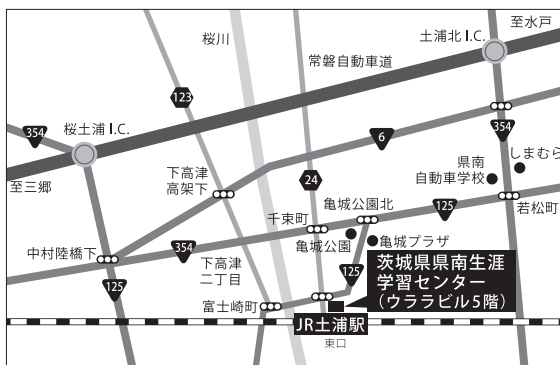 至水戸
土浦北 I.C.
桜川
常磐自動車道
123
354
桜土浦 I.C.
6
354
しまむら
県南
自動車学校
至三郷
下高津
高架下
24
亀城公園北
125
千束町
若松町
亀城公園
亀城プラザ
354
中村陸橋下
下高津
二丁目
125
125
茨城県県南生涯
学習センター
（ウララビル5階）
富士崎町
JR土浦駅
東口